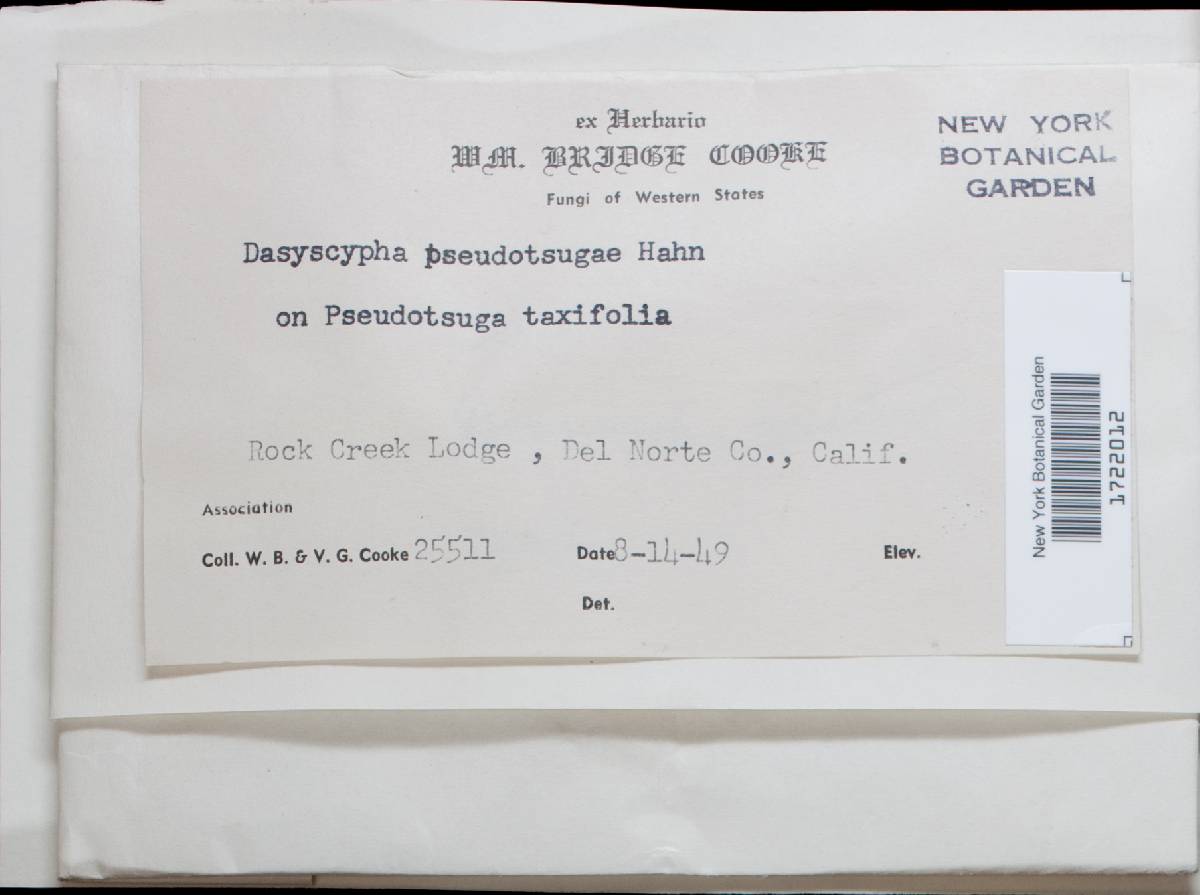 ex Herbario
WM. BRIDGE COOKE
Fungi of Western States
NEW YORK
BOTANICAL
GARDEN
Dasyscypha pseudotsugae Hahn
on Pseudotsuga taxifolia
Rock Creek Lodge , Del Norte Co., Calif.
Association
Coll. W. B. & V. G. Cooke 25511 Date 8-14-49 Elev.
Det.
New York Botanical Garden
1722012